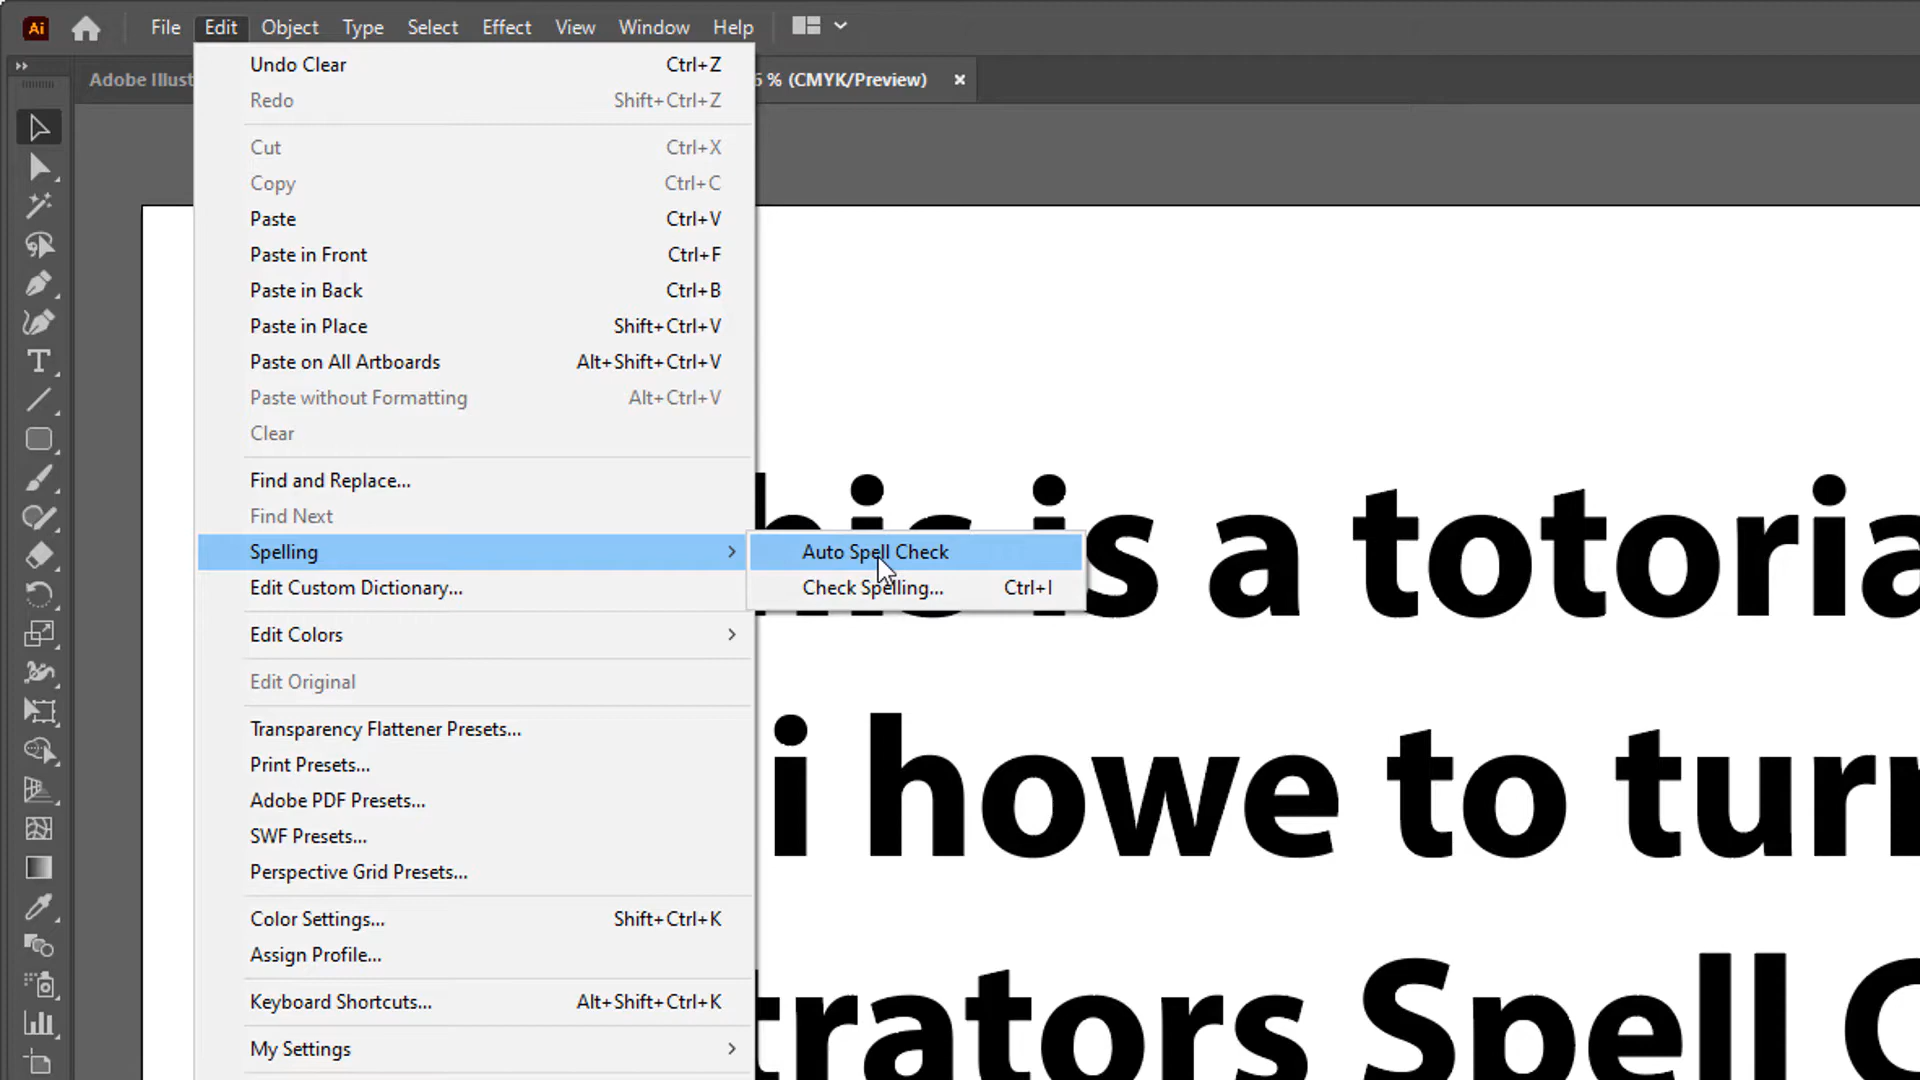 Ai File Edit Object Type Select Effect View Window Help
Adobe Illust 6 % (CMYK/Preview) ×
Undo Clear Ctrl+Z
Redo Shift+Ctrl+Z
Cut Ctrl+X
Copy Ctrl+C
Paste Ctrl+V
Paste in Front Ctrl+F
Paste in Back Ctrl+B
Paste in Place Shift+Ctrl+V
Paste on All Artboards Alt+Shift+Ctrl+V
Paste without Formatting Alt+Ctrl+V
Clear
Find and Replace...
Find Next
Spelling
Edit Custom Dictionary...
Edit Colors
Edit Original
Transparency Flattener Presets...
Print Presets...
Adobe PDF Presets...
SWF Presets...
Perspective Grid Presets...
Color Settings... Shift+Ctrl+K
Assign Profile...
Keyboard Shortcuts... Alt+Shift+Ctrl+K
My Settings
Auto Spell Check
Check Spelling... Ctrl+I
his is a totoria
i howe to turn
trators Spell C